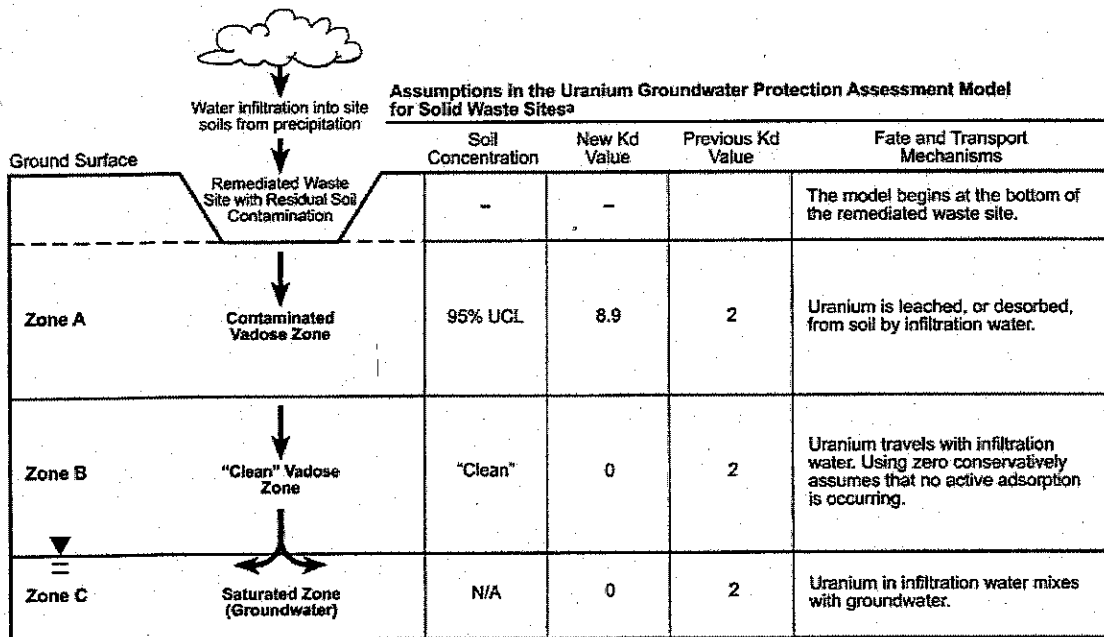 Water infiltration into site
soils from precipitation
Assumptions in the Uranium Groundwater Protection Assessment Model
for Solid Waste Sitesa
Ground Surface
Soil
Concentration
New Kd
Value
Previous Kd
Value
Fate and Transport
Mechanisms
Remediated Waste
Site with Residual Soil
Contamination
–
–
The model begins at the bottom of
the remediated waste site.
Zone A
Contaminated
Vadose Zone
95% UCL
8.9
2
Uranium is leached, or desorbed,
from soil by infiltration water.
Zone B
"Clean" Vadose
Zone
"Clean"
0
2
Uranium travels with infiltration
water. Using zero conservatively
assumes that no active adsorption
is occurring.
Zone C
Saturated Zone
(Groundwater)
N/A
0
2
Uranium in infiltration water mixes
with groundwater.